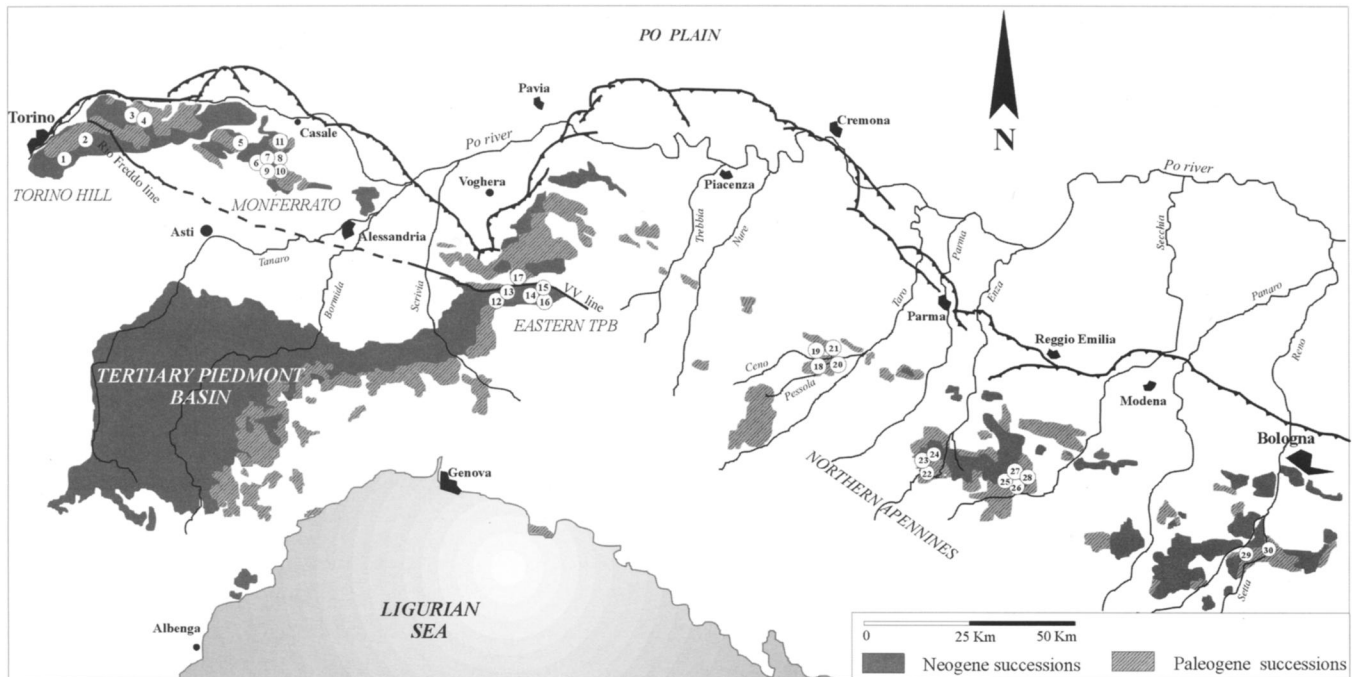 PO PLAIN
Torino
3
4
2
1
Rio Freddo line
TORINO HILL
Casale
5
11
7
8
6
9
10
MONFERRATO
Asti
Tanaro
Alessandria
Bormida
Scrivia
Pavia
Po river
Voghera
17
13
15
14
12
16
VV line
EASTERN TPB
TERTIARY PIEDMONT
BASIN
Piacenza
Trebbia
Nure
Cremona
Po river
Taro
Parma
Enza
Parma
Secchia
Panaro
Reno
Reggio Emilia
Modena
Bologna
19
21
Ceno
18
20
Pessola
23
24
22
27
25
28
26
NORTHERN APENNINES
29
30
Setta
Genova
LIGURIAN
SEA
Albenga
N
0
25 Km
50 Km
Neogene successions
Paleogene successions